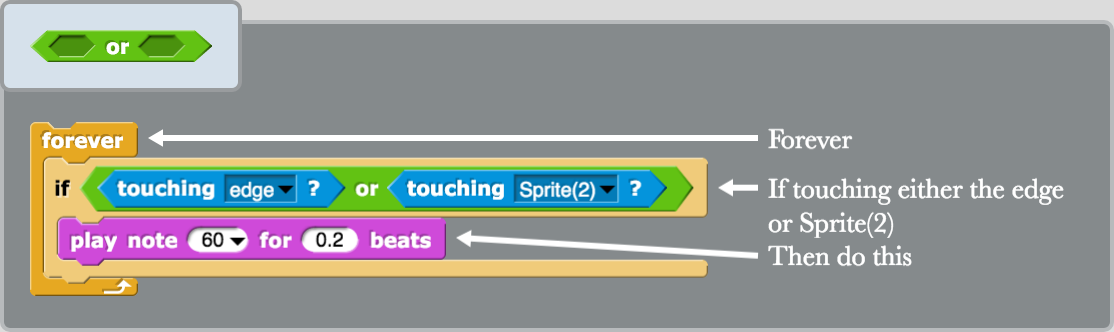 or
forever
Forever
if touching edge ? or touching Sprite(2) ?
If touching either the edge
or Sprite(2)
play note 60 for 0.2 beats
Then do this